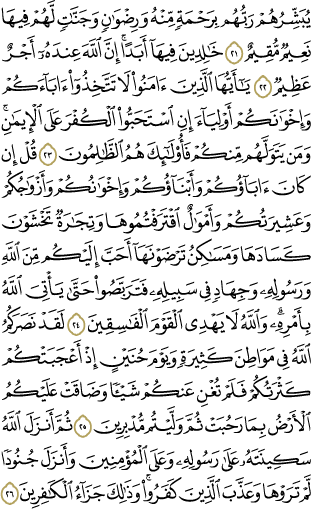 يُبَشِّرُهُمْ رَبُّهُم بِرَحْمَةٍ مِّنْهُ وَرِضْوَٰنٍ وَجَنَّٰتٍ لَّهُمْ فِيهَا
نَعِيمٌ مُّقِيمٌ ٢١ خَٰلِدِينَ فِيهَآ أَبَدًا ۚ إِنَّ ٱللَّهَ عِندَهُۥٓ أَجْرٌ
عَظِيمٌ ٢٢ يَٰٓأَيُّهَا ٱلَّذِينَ ءَامَنُوا۟ لَا تَتَّخِذُوٓا۟ ءَابَآءَكُمْ
وَإِخْوَٰنَكُمْ أَوْلِيَآءَ إِنِ ٱسْتَحَبُّوا۟ ٱلْكُفْرَ عَلَى ٱلْإِيمَٰنِ ۚ
وَمَن يَتَوَلَّهُم مِّنكُمْ فَأُو۟لَٰٓئِكَ هُمُ ٱلظَّٰلِمُونَ ٢٣ قُلْ إِن
كَانَ ءَابَآؤُكُمْ وَأَبْنَآؤُكُمْ وَإِخْوَٰنُكُمْ وَأَزْوَٰجُكُمْ
وَعَشِيرَتُكُمْ وَأَمْوَٰلٌ ٱقْتَرَفْتُمُوهَا وَتِجَٰرَةٌ تَخْشَوْنَ
كَسَادَهَا وَمَسَٰكِنُ تَرْضَوْنَهَآ أَحَبَّ إِلَيْكُم مِّنَ ٱللَّهِ
وَرَسُولِهِۦ وَجِهَادٍ فِى سَبِيلِهِۦ فَتَرَبَّصُوا۟ حَتَّىٰ يَأْتِىَ ٱللَّهُ
بِأَمْرِهِۦ ۗ وَٱللَّهُ لَا يَهْدِى ٱلْقَوْمَ ٱلْفَٰسِقِينَ ٢٤ لَقَدْ نَصَرَكُمُ
ٱللَّهُ فِى مَوَاطِنَ كَثِيرَةٍ ۙ وَيَوْمَ حُنَيْنٍ ۙ إِذْ أَعْجَبَتْكُمْ
كَثْرَتُكُمْ فَلَمْ تُغْنِ عَنكُمْ شَيْـًٔا وَضَاقَتْ عَلَيْكُمُ
ٱلْأَرْضُ بِمَا رَحُبَتْ ثُمَّ وَلَّيْتُم مُّدْبِرِينَ ٢٥ ثُمَّ أَنزَلَ ٱللَّهُ
سَكِينَتَهُۥ عَلَىٰ رَسُولِهِۦ وَعَلَى ٱلْمُؤْمِنِينَ وَأَنزَلَ جُنُودًا
لَّمْ تَرَوْهَا وَعَذَّبَ ٱلَّذِينَ كَفَرُوا۟ ۚ وَذَٰلِكَ جَزَآءُ ٱلْكَٰفِرِينَ ٢٦